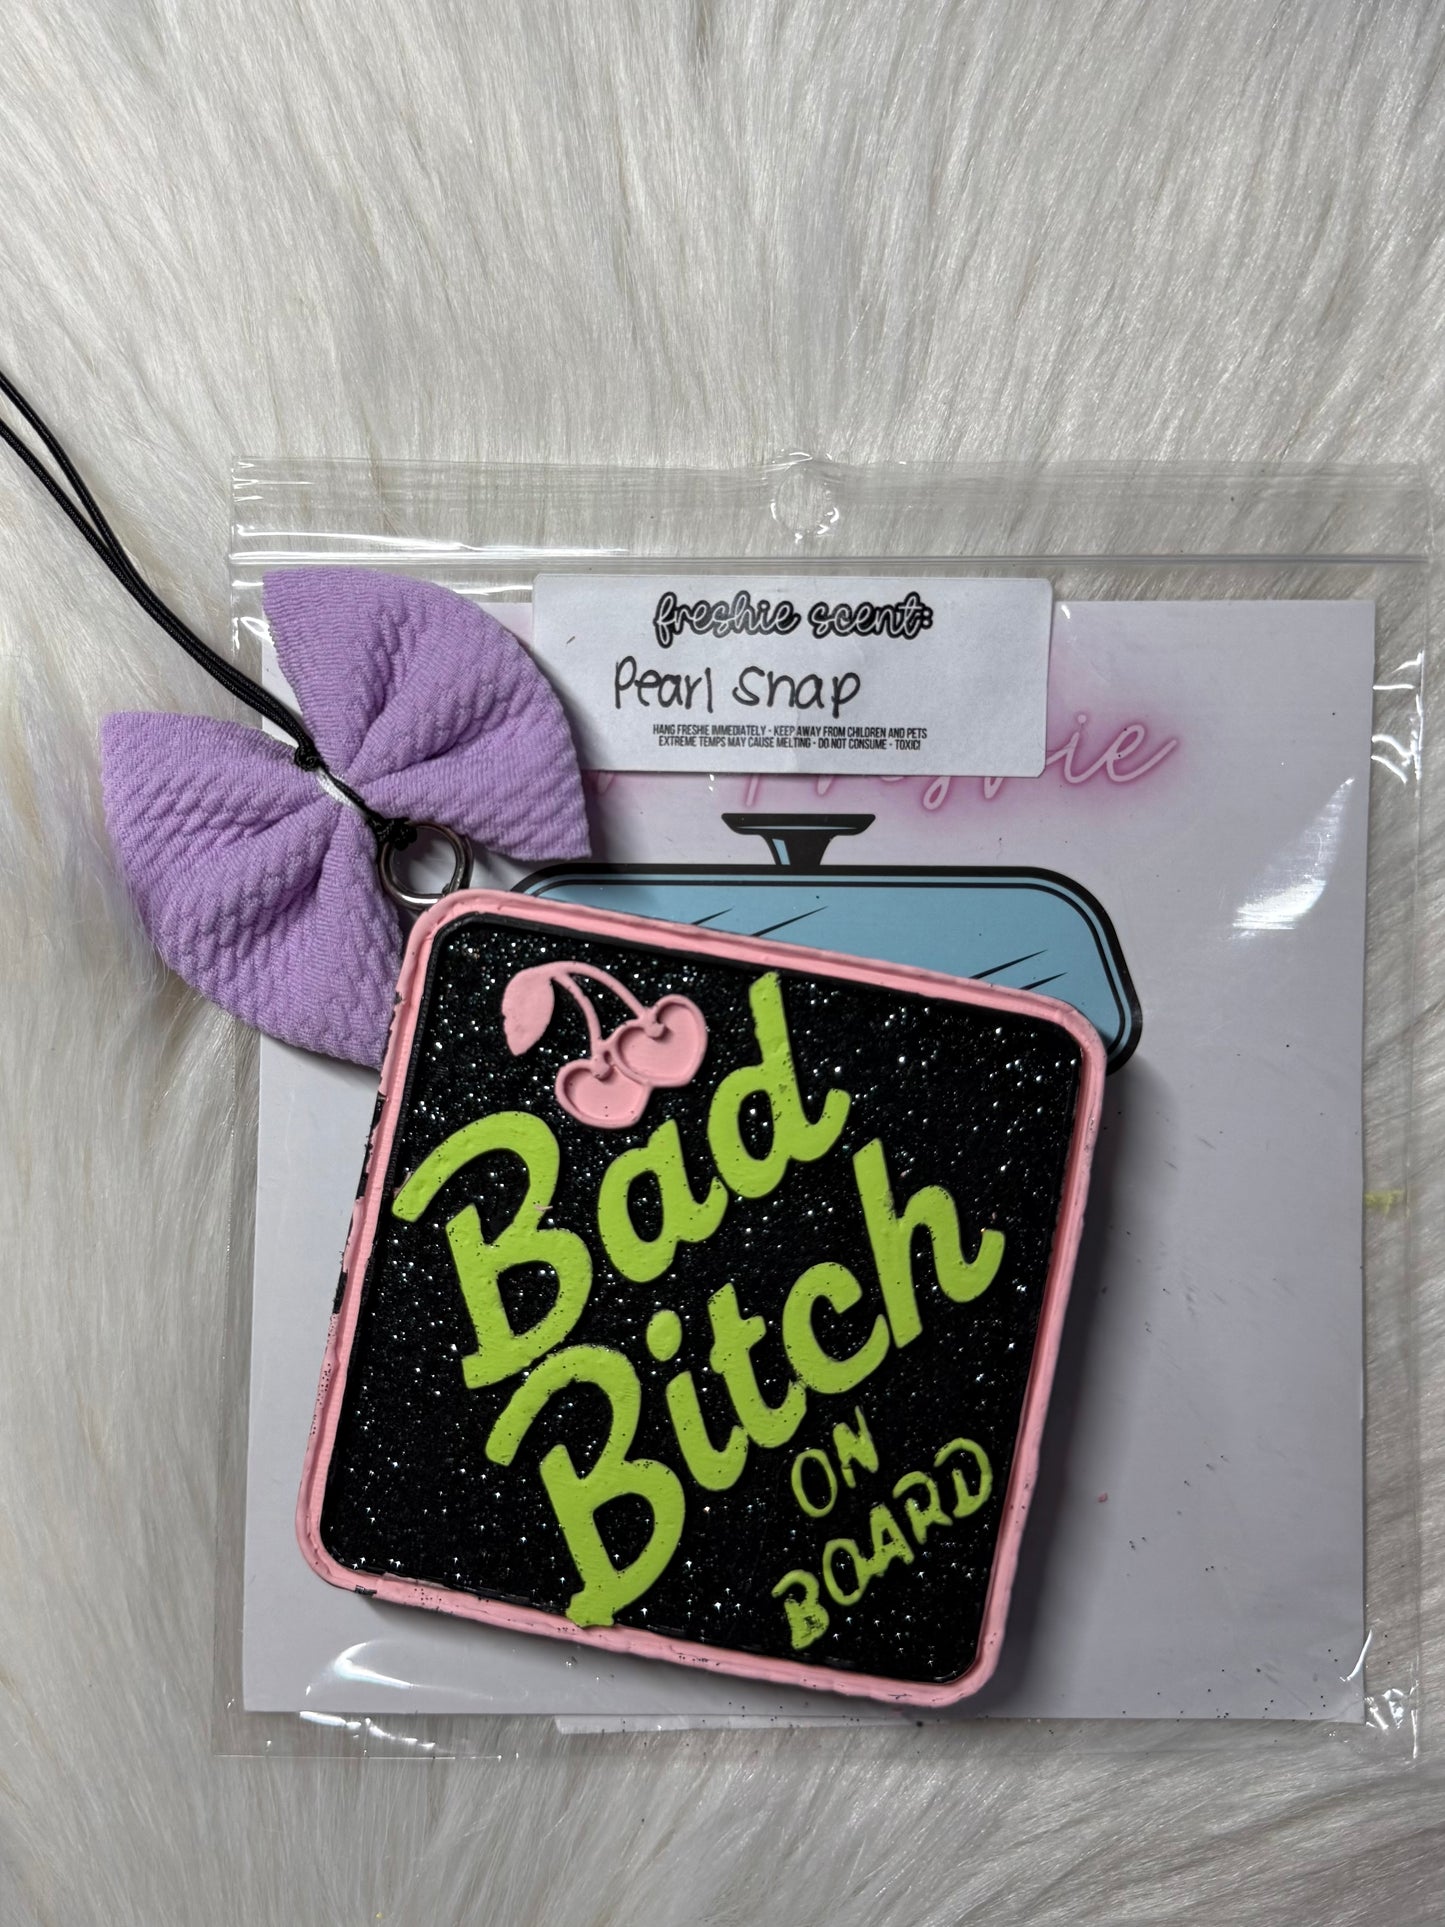 freshie scent:
Pearl Snap
HANG FRESHIE IMMEDIATELY - KEEP AWAY FROM CHILDREN AND PETS
EXTREME TEMPS MAY CAUSE MELTING - DO NOT CONSUME - TOXIC!
Bad
Bitch
ON
BOARD